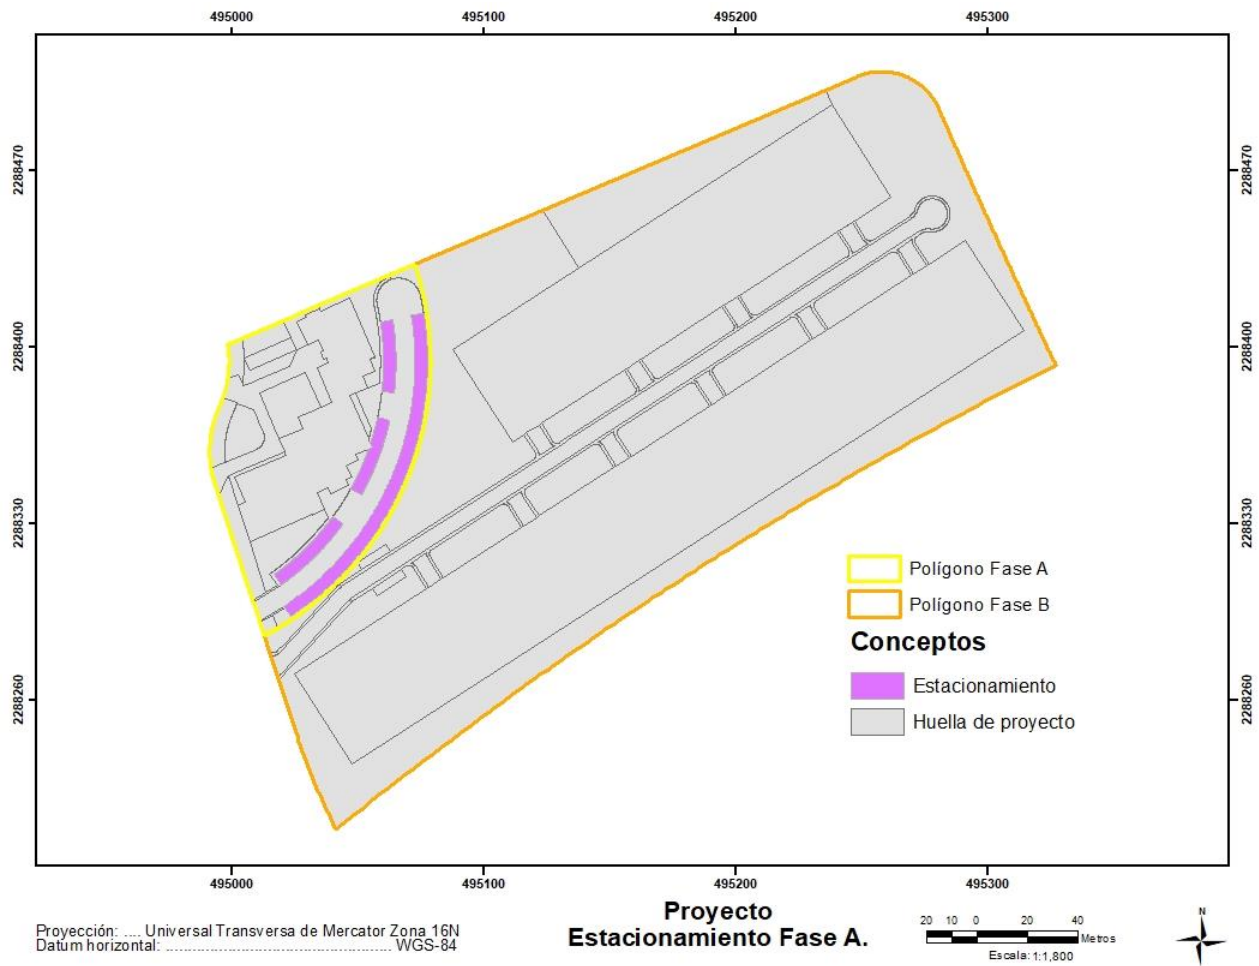 495000 495100 495200 495300
2288470 2288470
2288400 2288400
2288330 2288330
Polígono Fase A
Polígono Fase B
Conceptos
2288260 2288260
Estacionamiento
Huella de proyecto
495000 495100 495200 495300
Proyecto
Estacionamiento Fase A.
Proyección: .... Universal Transversa de Mercator Zona 16N
Datum horizontal: .................................................. WGS-84
20 10 0 20 40
Metros
Escala: 1:1,800
N